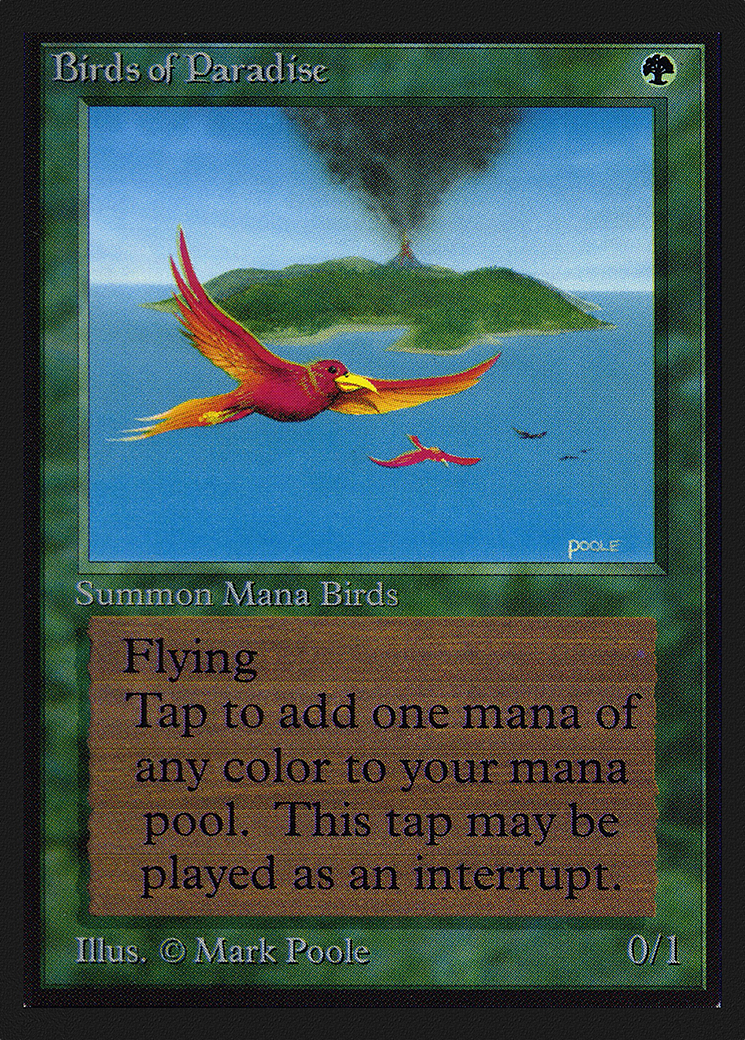 Birds of Paradise
POOLE
Summon Mana Birds
Flying
Tap to add one mana of
any color to your mana
pool. This tap may be
played as an interrupt.
Illus. © Mark Poole 0/1